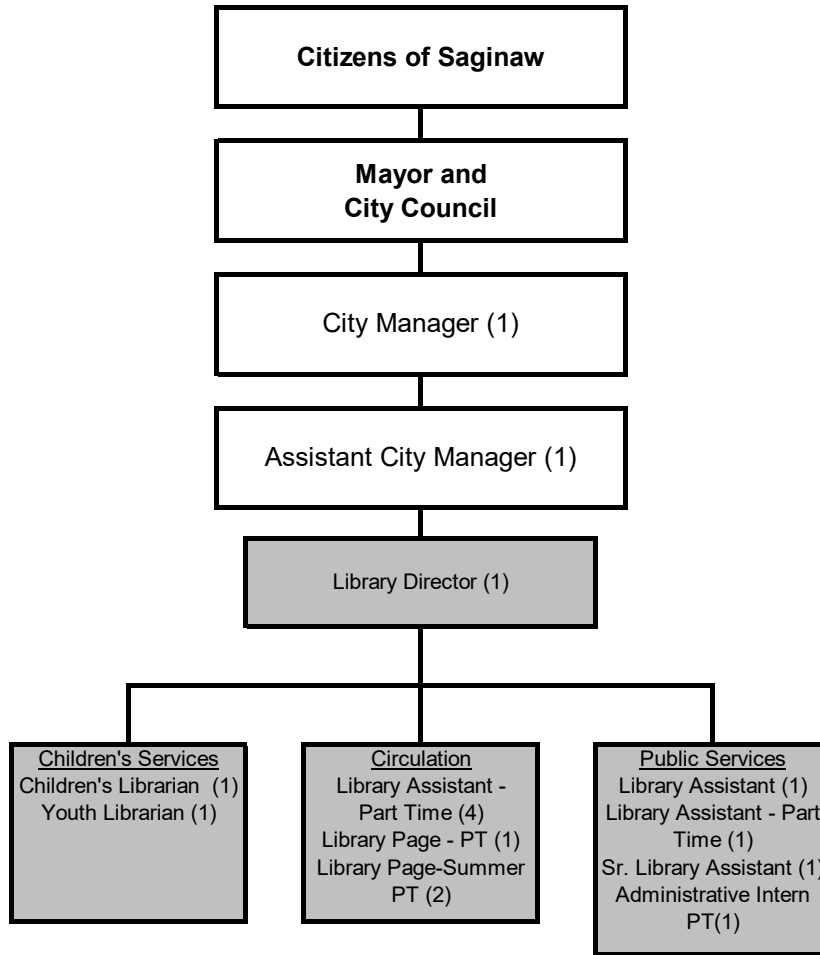 Citizens of Saginaw
Mayor and
City Council
City Manager (1)
Assistant City Manager (1)
Library Director (1)
Children's Services
Children's Librarian (1)
Youth Librarian (1)
Circulation
Library Assistant -
Part Time (4)
Library Page - PT (1)
Library Page-Summer
PT (2)
Public Services
Library Assistant (1)
Library Assistant - Part
Time (1)
Sr. Library Assistant (1)
Administrative Intern
PT(1)